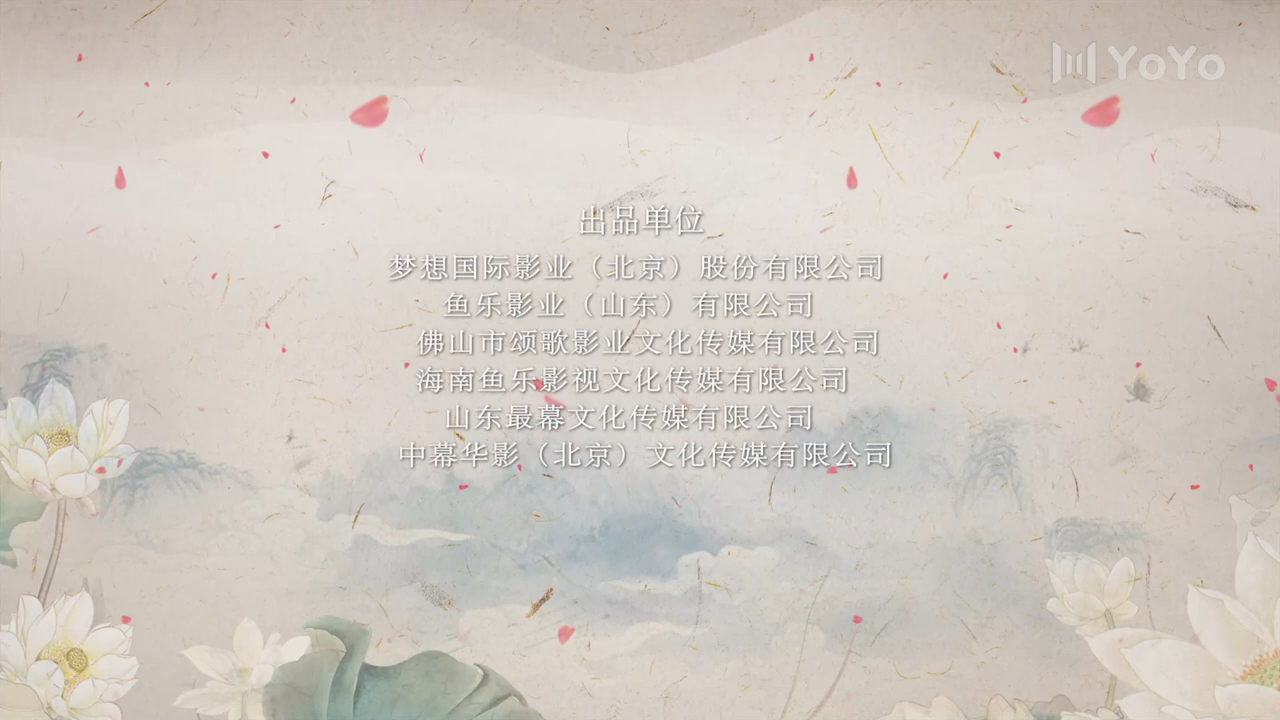 YoYo
出品单位
梦想国际影业（北京）股份有限公司
鱼乐影业（山东）有限公司
佛山市颂歌影业文化传媒有限公司
海南鱼乐影视文化传媒有限公司
山东最幕文化传媒有限公司
中幕华影（北京）文化传媒有限公司